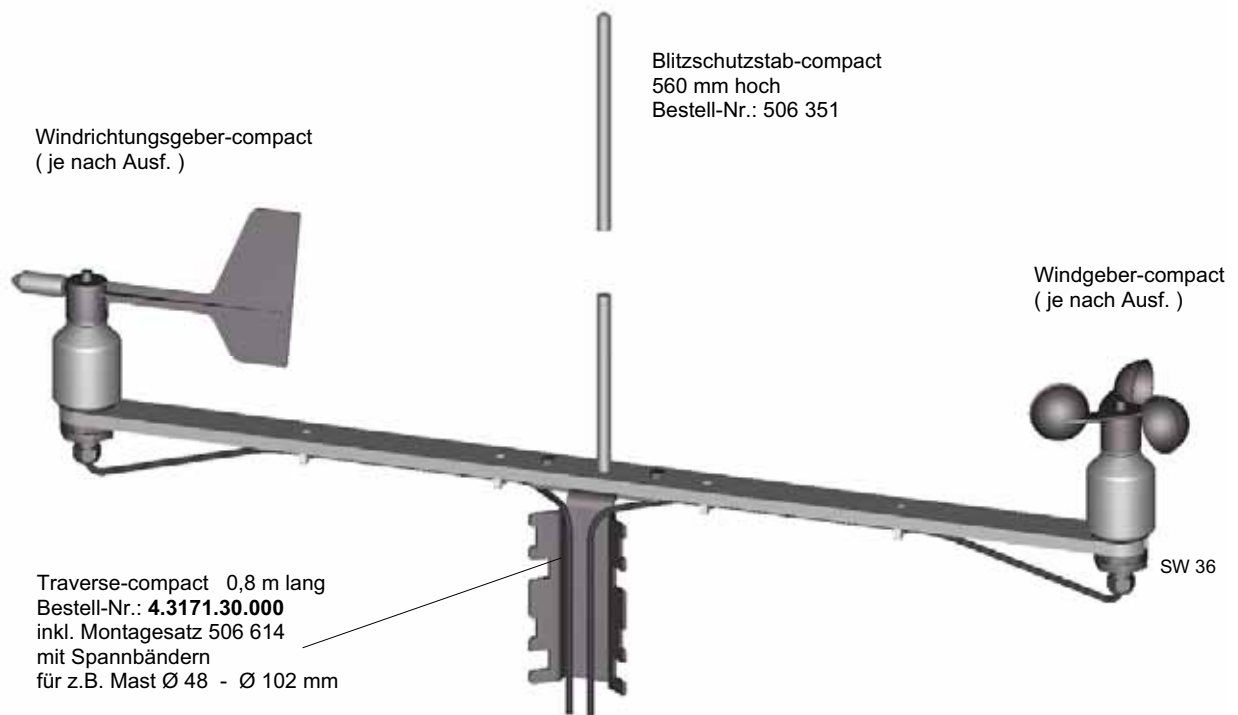 Blitzschutzstab-compact
560 mm hoch
Bestell-Nr.: 506 351
Windrichtungsgeber-compact
( je nach Ausf. )
Windgeber-compact
( je nach Ausf. )
SW 36
Traverse-compact 0,8 m lang
Bestell-Nr.: 4.3171.30.000
inkl. Montagesatz 506 614
mit Spannbändern
für z.B. Mast Ø 48 - Ø 102 mm